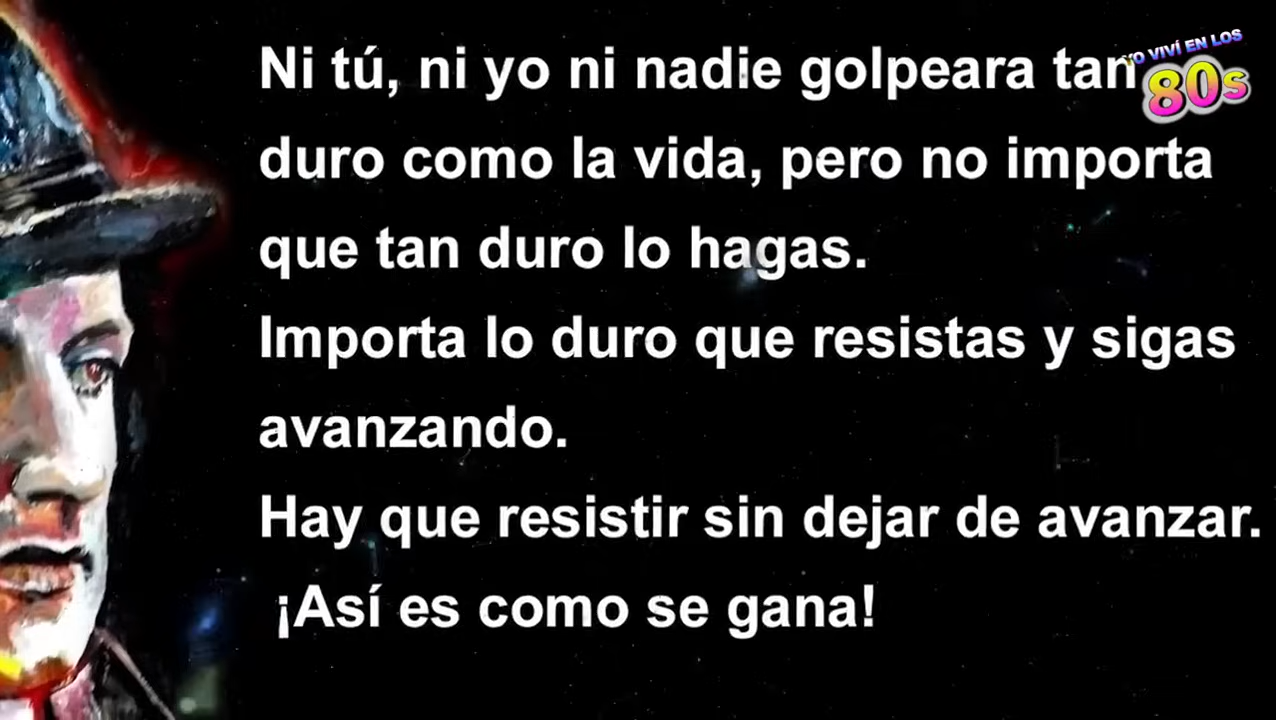 Ni tú, ni yo ni nadie golpeara tan
duro como la vida, pero no importa
que tan duro lo hagas.
Importa lo duro que resistas y sigas
avanzando.
Hay que resistir sin dejar de avanzar.
¡Así es como se gana!
YO VIVÍ EN LOS
80s